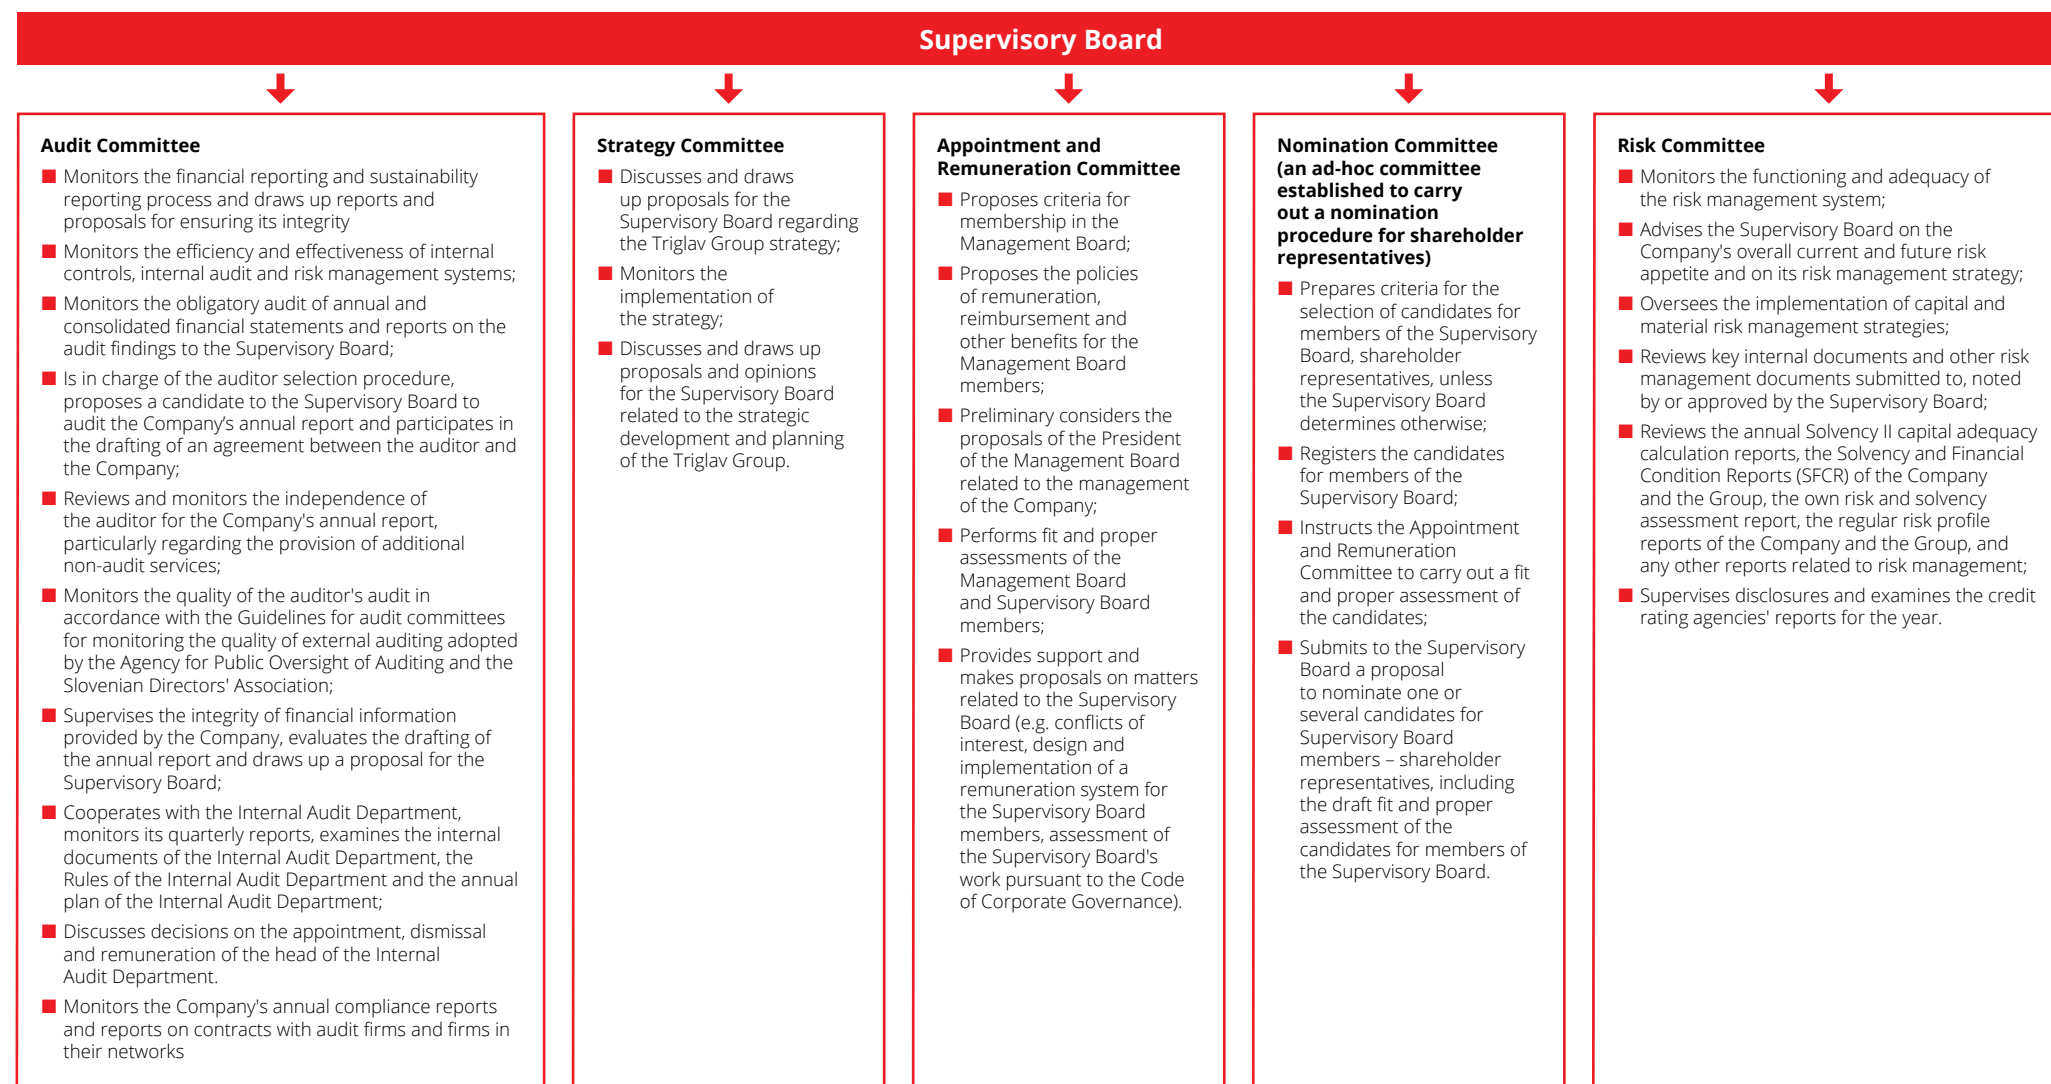 Supervisory Board
Audit Committee
Monitors the financial reporting and sustainability
reporting process and draws up reports and
proposals for ensuring its integrity
Monitors the efficiency and effectiveness of internal
controls, internal audit and risk management systems;
Monitors the obligatory audit of annual and
consolidated financial statements and reports on the
audit findings to the Supervisory Board;
Is in charge of the auditor selection procedure,
proposes a candidate to the Supervisory Board to
audit the Company’s annual report and participates in
the drafting of an agreement between the auditor and
the Company;
Reviews and monitors the independence of
the auditor for the Company's annual report,
particularly regarding the provision of additional
non-audit services;
Monitors the quality of the auditor's audit in
accordance with the Guidelines for audit committees
for monitoring the quality of external auditing adopted
by the Agency for Public Oversight of Auditing and the
Slovenian Directors' Association;
Supervises the integrity of financial information
provided by the Company, evaluates the drafting of
the annual report and draws up a proposal for the
Supervisory Board;
Cooperates with the Internal Audit Department,
monitors its quarterly reports, examines the internal
documents of the Internal Audit Department, the
Rules of the Internal Audit Department and the annual
plan of the Internal Audit Department;
Discusses decisions on the appointment, dismissal
and remuneration of the head of the Internal
Audit Department.
Monitors the Company's annual compliance reports
and reports on contracts with audit firms and firms in
their networks
Strategy Committee
Discusses and draws
up proposals for the
Supervisory Board regarding
the Triglav Group strategy;
Monitors the
implementation of
the strategy;
Discusses and draws up
proposals and opinions
for the Supervisory Board
related to the strategic
development and planning
of the Triglav Group.
Appointment and
Remuneration Committee
Proposes criteria for
membership in the
Management Board;
Proposes the policies
of remuneration,
reimbursement and
other benefits for the
Management Board
members;
Preliminary considers the
proposals of the President
of the Management Board
related to the management
of the Company;
Performs fit and proper
assessments of the
Management Board
and Supervisory Board
members;
Provides support and
makes proposals on matters
related to the Supervisory
Board (e.g. conflicts of
interest, design and
implementation of a
remuneration system for
the Supervisory Board
members, assessment of
the Supervisory Board's
work pursuant to the Code
of Corporate Governance).
Nomination Committee
(an ad-hoc committee
established to carry
out a nomination
procedure for shareholder
representatives)
Prepares criteria for the
selection of candidates for
members of the Supervisory
Board, shareholder
representatives, unless
the Supervisory Board
determines otherwise;
Registers the candidates
for members of the
Supervisory Board;
Instructs the Appointment
and Remuneration
Committee to carry out a fit
and proper assessment of
the candidates;
Submits to the Supervisory
Board a proposal
to nominate one or
several candidates for
Supervisory Board
members – shareholder
representatives, including
the draft fit and proper
assessment of the
candidates for members of
the Supervisory Board.
Risk Committee
Monitors the functioning and adequacy of
the risk management system;
Advises the Supervisory Board on the
Company's overall current and future risk
appetite and on its risk management strategy;
Oversees the implementation of capital and
material risk management strategies;
Reviews key internal documents and other risk
management documents submitted to, noted
by or approved by the Supervisory Board;
Reviews the annual Solvency II capital adequacy
calculation reports, the Solvency and Financial
Condition Reports (SFCR) of the Company
and the Group, the own risk and solvency
assessment report, the regular risk profile
reports of the Company and the Group, and
any other reports related to risk management;
Supervises disclosures and examines the credit
rating agencies' reports for the year.